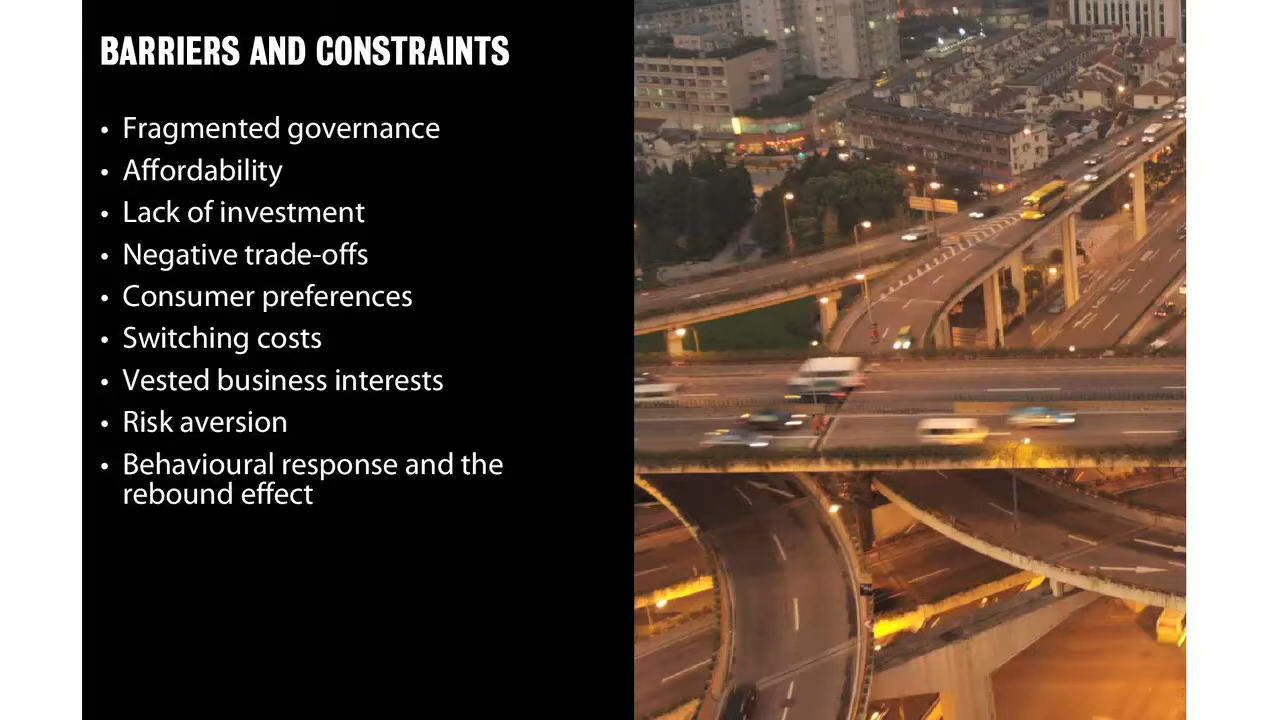 BARRIERS AND CONSTRAINTS
• Fragmented governance
• Affordability
• Lack of investment
• Negative trade-offs
• Consumer preferences
• Switching costs
• Vested business interests
• Risk aversion
• Behavioural response and the
rebound effect